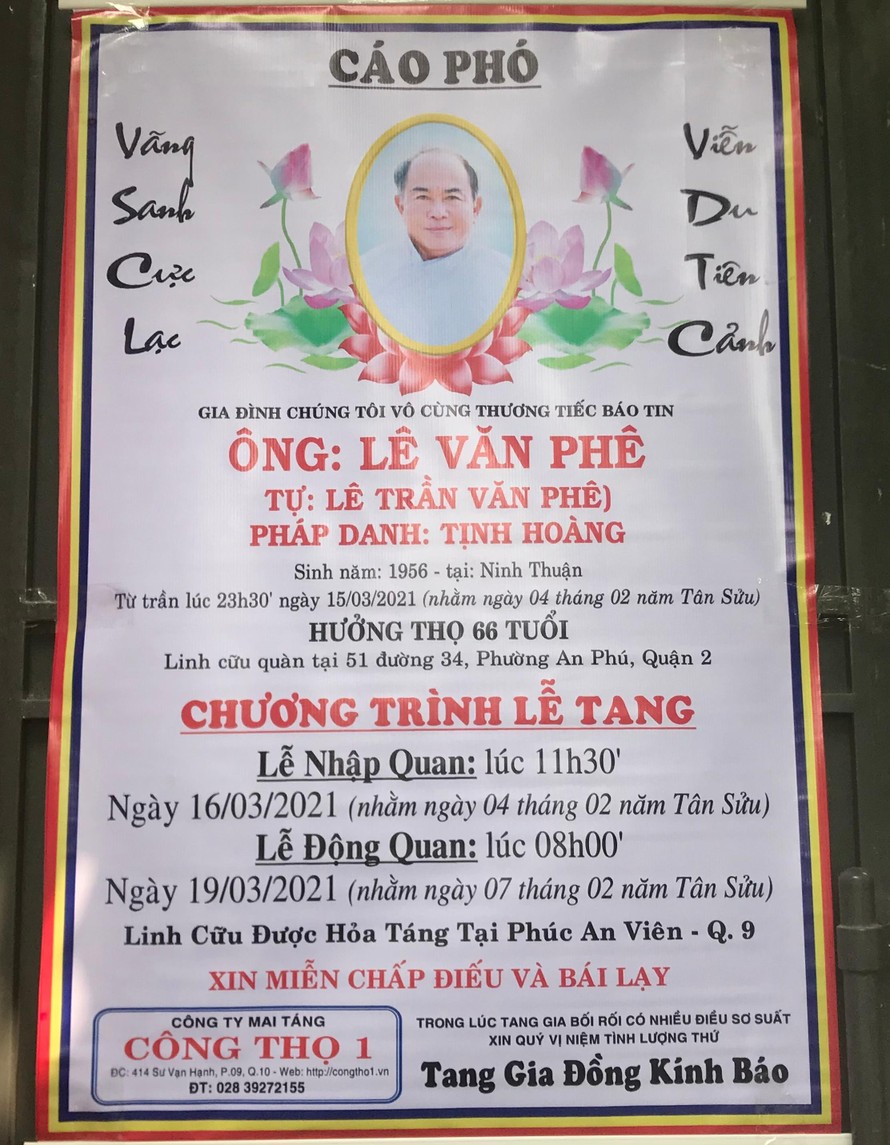 CÁO PHÓ
Vãng
Sanh
Cực
Lạc
Viễn
Du
Tiên
Cảnh
GIA ĐÌNH CHÚNG TÔI VÔ CÙNG THƯƠNG TIẾC BÁO TIN
ÔNG: LÊ VĂN PHÊ
TỰ: LÊ TRẦN VĂN PHÊ)
PHÁP DANH: TỊNH HOÀNG
Sinh năm: 1956 - tại: Ninh Thuận
Từ trần lúc 23h30' ngày 15/03/2021 (nhằm ngày 04 tháng 02 năm Tân Sửu)
HƯỞNG THỌ 66 TUỔI
Linh cữu quàn tại 51 đường 34, Phường An Phú, Quận 2
CHƯƠNG TRÌNH LỄ TANG
Lễ Nhập Quan: lúc 11h30'
Ngày 16/03/2021 (nhằm ngày 04 tháng 02 năm Tân Sửu)
Lễ Động Quan: lúc 08h00'
Ngày 19/03/2021 (nhằm ngày 07 tháng 02 năm Tân Sửu)
Linh Cữu Được Hỏa Táng Tại Phúc An Viên - Q. 9
XIN MIỄN CHẤP ĐIẾU VÀ BÁI LẠY
CÔNG TY MAI TÁNG
CÔNG THỌ 1
ĐC: 414 Sư Vạn Hạnh, P.09, Q.10 - Web: http://congtho1.vn
ĐT: 028 39272155
TRONG LÚC TANG GIA BỐI RỐI CÓ NHIỀU ĐIỀU SƠ SUẤT
XIN QUÝ VỊ NIỆM TÌNH LƯỢNG THỨ
Tang Gia Đồng Kính Báo